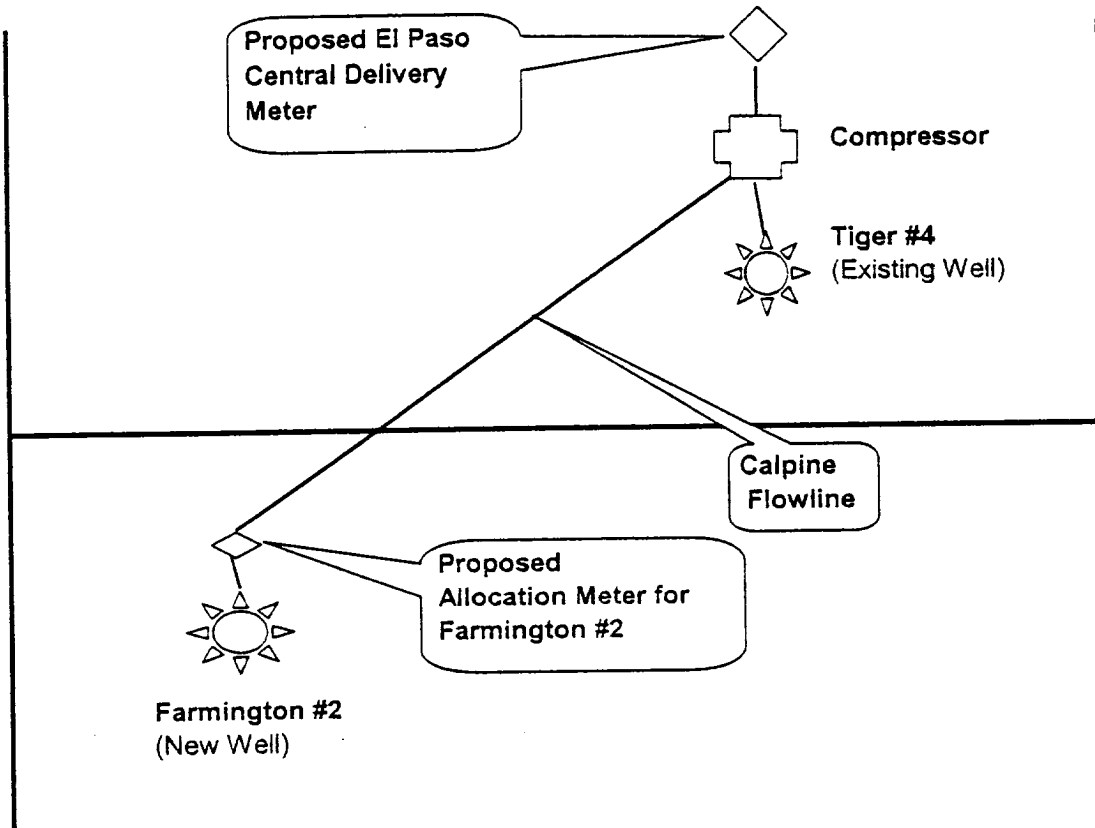 Proposed El Paso
Central Delivery
Meter
Compressor
Tiger #4
(Existing Well)
Calpine
Flowline
Proposed
Allocation Meter for
Farmington #2
Farmington #2
(New Well)